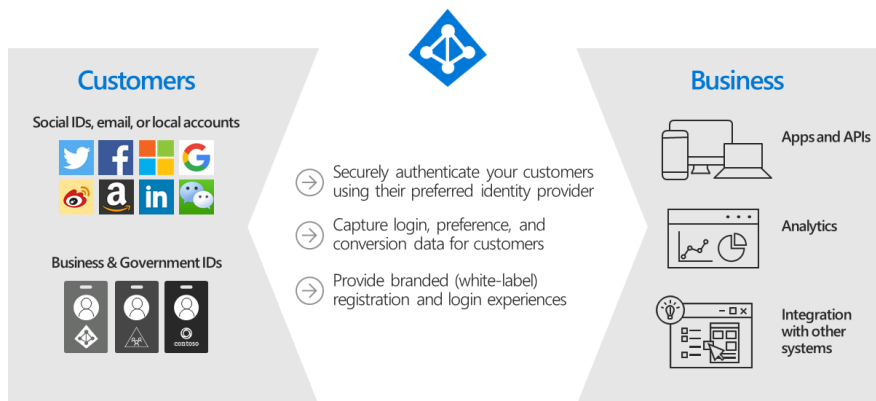 Customers
Social IDs, email, or local accounts
Business & Government IDs
contoso
Securely authenticate your customers
using their preferred identity provider
Capture login, preference, and
conversion data for customers
Provide branded (white-label)
registration and login experiences
Business
Apps and APIs
Analytics
Integration
with other
systems